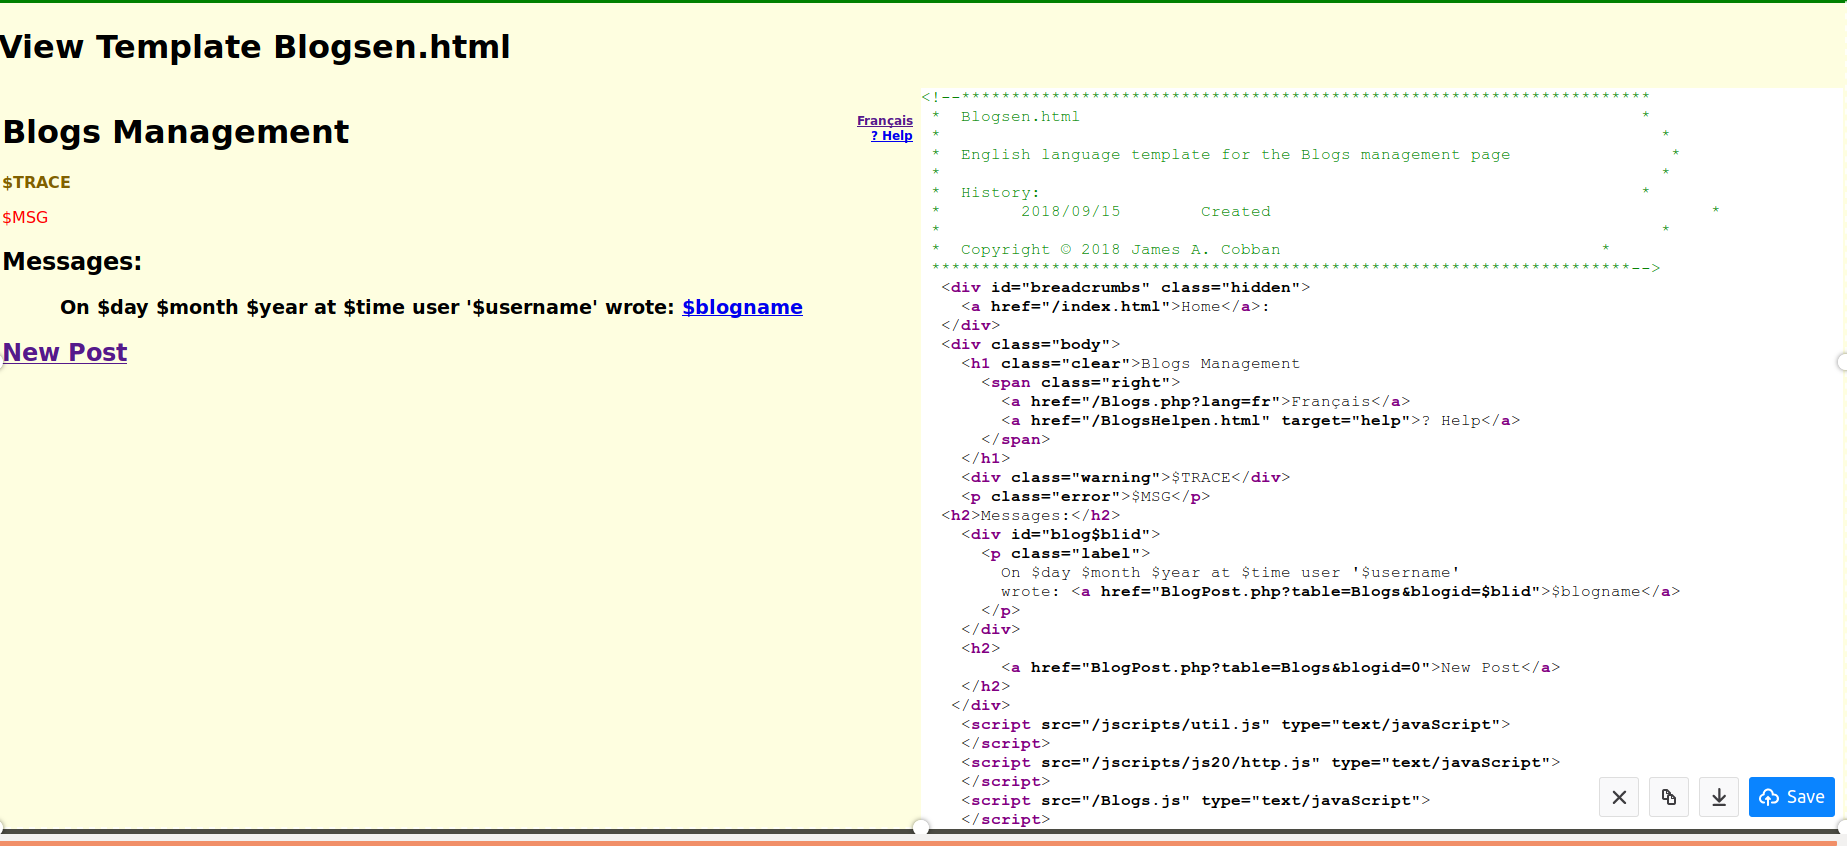 View Template Blogsen.html
Blogs Management
Français
? Help
$TRACE
$MSG
Messages:
On $day $month $year at $time user '$username' wrote: $blogname
New Post
<!--*********************************************************************
*  Blogsen.html                                                        *
*                                                                        *
*  English language template for the Blogs management page                *
*                                                                        *
*  History:                                                            *
*        2018/09/15        Created                                            *
*                                                                        *
*  Copyright © 2018 James A. Cobban                                *
**********************************************************************-->
<div id="breadcrumbs" class="hidden">
<a href="/index.html">Home</a>:
</div>
<div class="body">
<h1 class="clear">Blogs Management
<span class="right">
<a href="/Blogs.php?lang=fr">Français</a>
<a href="/BlogsHelpen.html" target="help">? Help</a>
</span>
</h1>
<div class="warning">$TRACE</div>
<p class="error">$MSG</p>
<h2>Messages:</h2>
<div id="blog$blid">
<p class="label">
On $day $month $year at $time user '$username'
wrote: <a href="BlogPost.php?table=Blogs&blogid=$blid">$blogname</a>
</p>
</div>
<h2>
<a href="BlogPost.php?table=Blogs&blogid=0">New Post</a>
</h2>
</div>
<script src="/jscripts/util.js" type="text/javaScript">
</script>
<script src="/jscripts/js20/http.js" type="text/javaScript">
</script>
<script src="/Blogs.js" type="text/javaScript">
</script>
Save